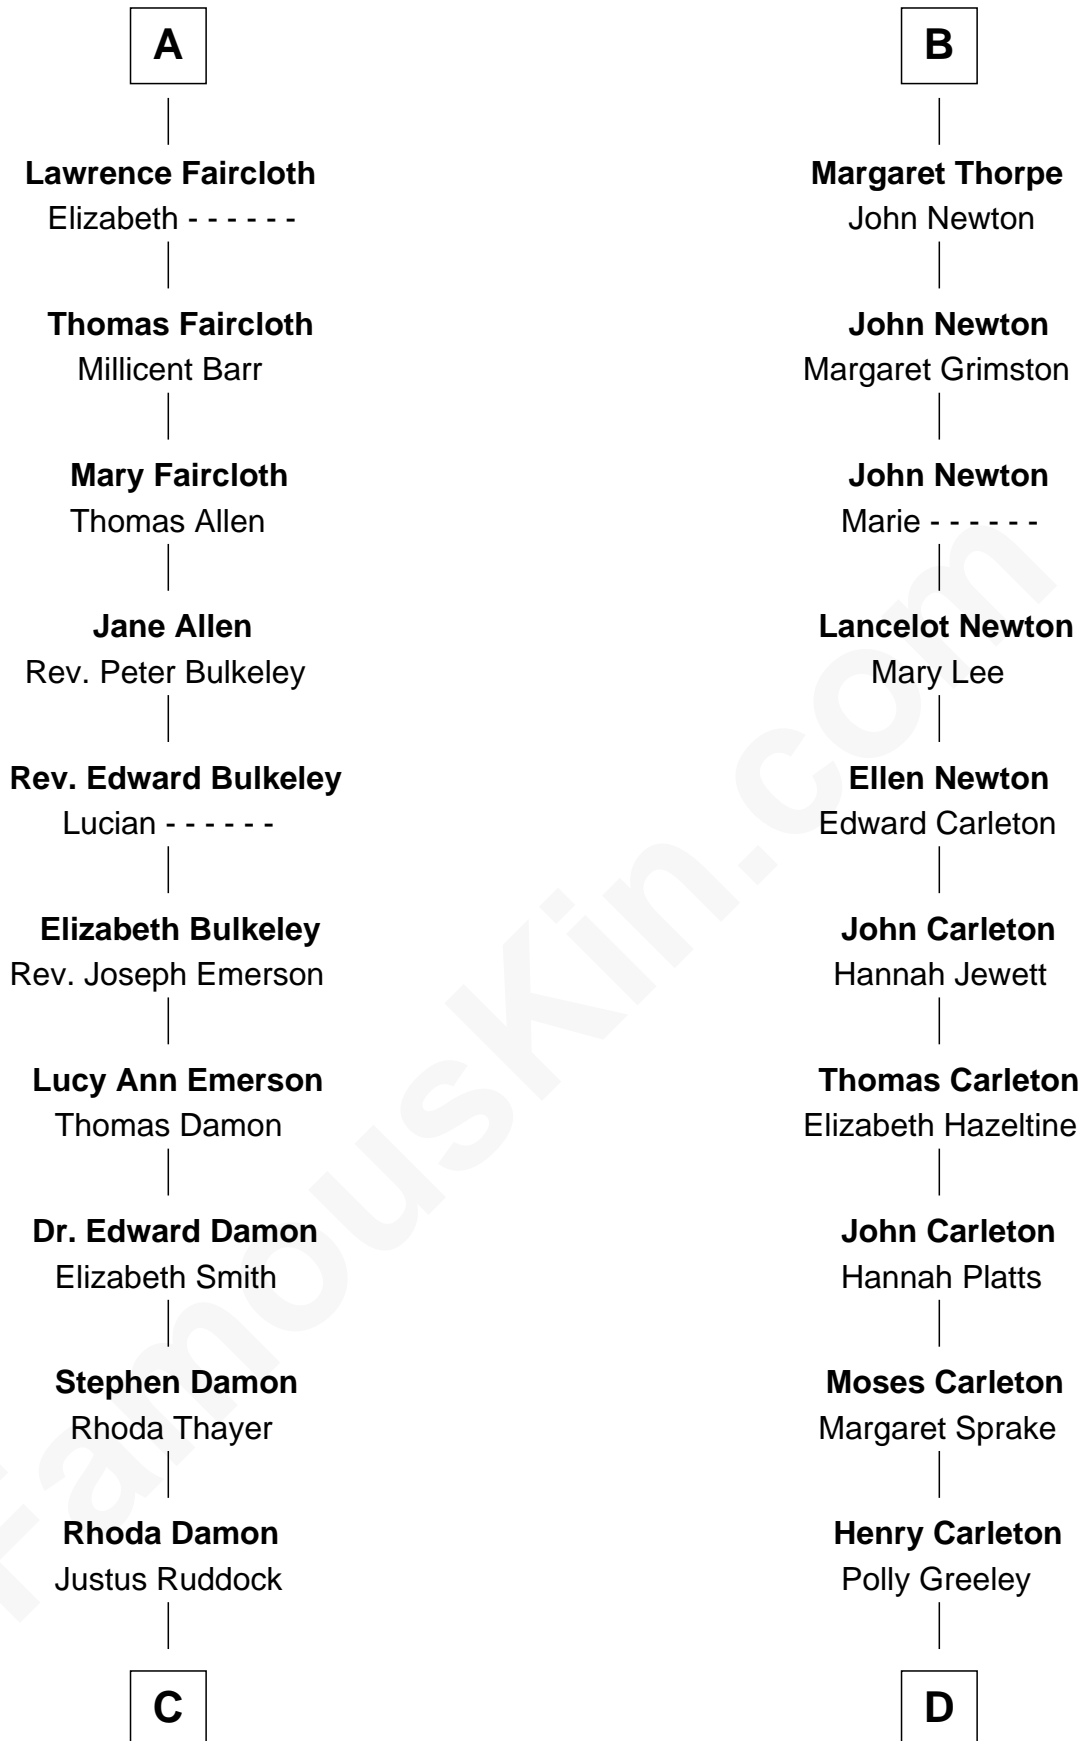 A
Lawrence Faircloth
Elizabeth - - - - - -
Thomas Faircloth
Millicent Barr
Mary Faircloth
Thomas Allen
Jane Allen
Rev. Peter Bulkeley
Rev. Edward Bulkeley
Lucian - - - - - -
Elizabeth Bulkeley
Rev. Joseph Emerson
Lucy Ann Emerson
Thomas Damon
Dr. Edward Damon
Elizabeth Smith
Stephen Damon
Rhoda Thayer
Rhoda Damon
Justus Ruddock
C
B
Margaret Thorpe
John Newton
John Newton
Margaret Grimston
John Newton
Marie - - - - - -
Lancelot Newton
Mary Lee
Ellen Newton
Edward Carleton
John Carleton
Hannah Jewett
Thomas Carleton
Elizabeth Hazeltine
John Carleton
Hannah Platts
Moses Carleton
Margaret Sprake
Henry Carleton
Polly Greeley
D
FamousKin.com